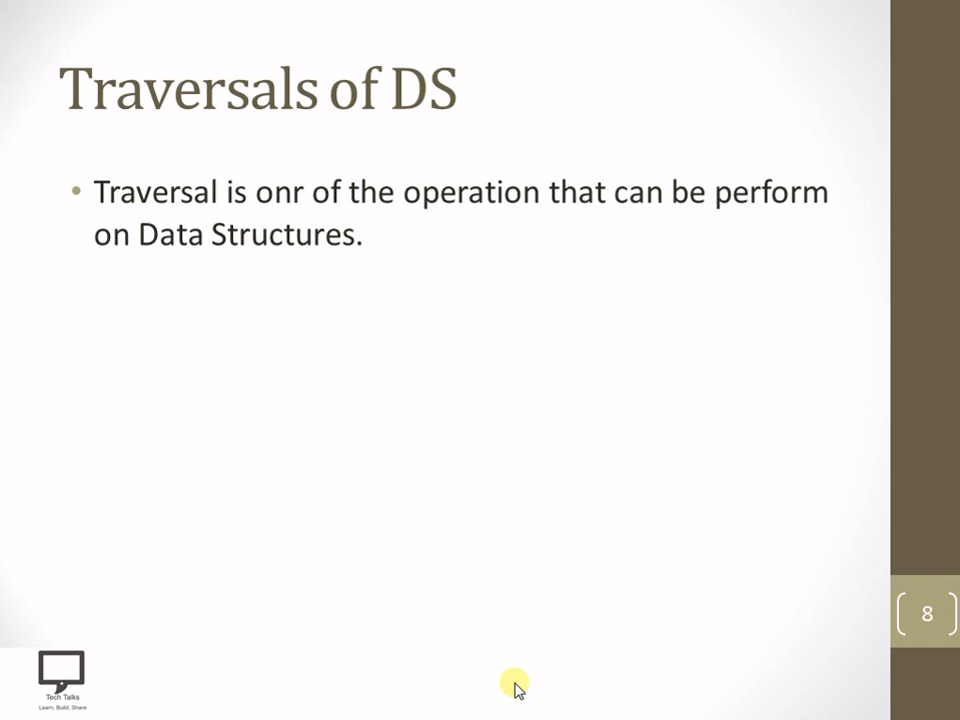 Traversals of DS
• Traversal is onr of the operation that can be perform
on Data Structures.
8
Tech Talks
Learn, Build, Share